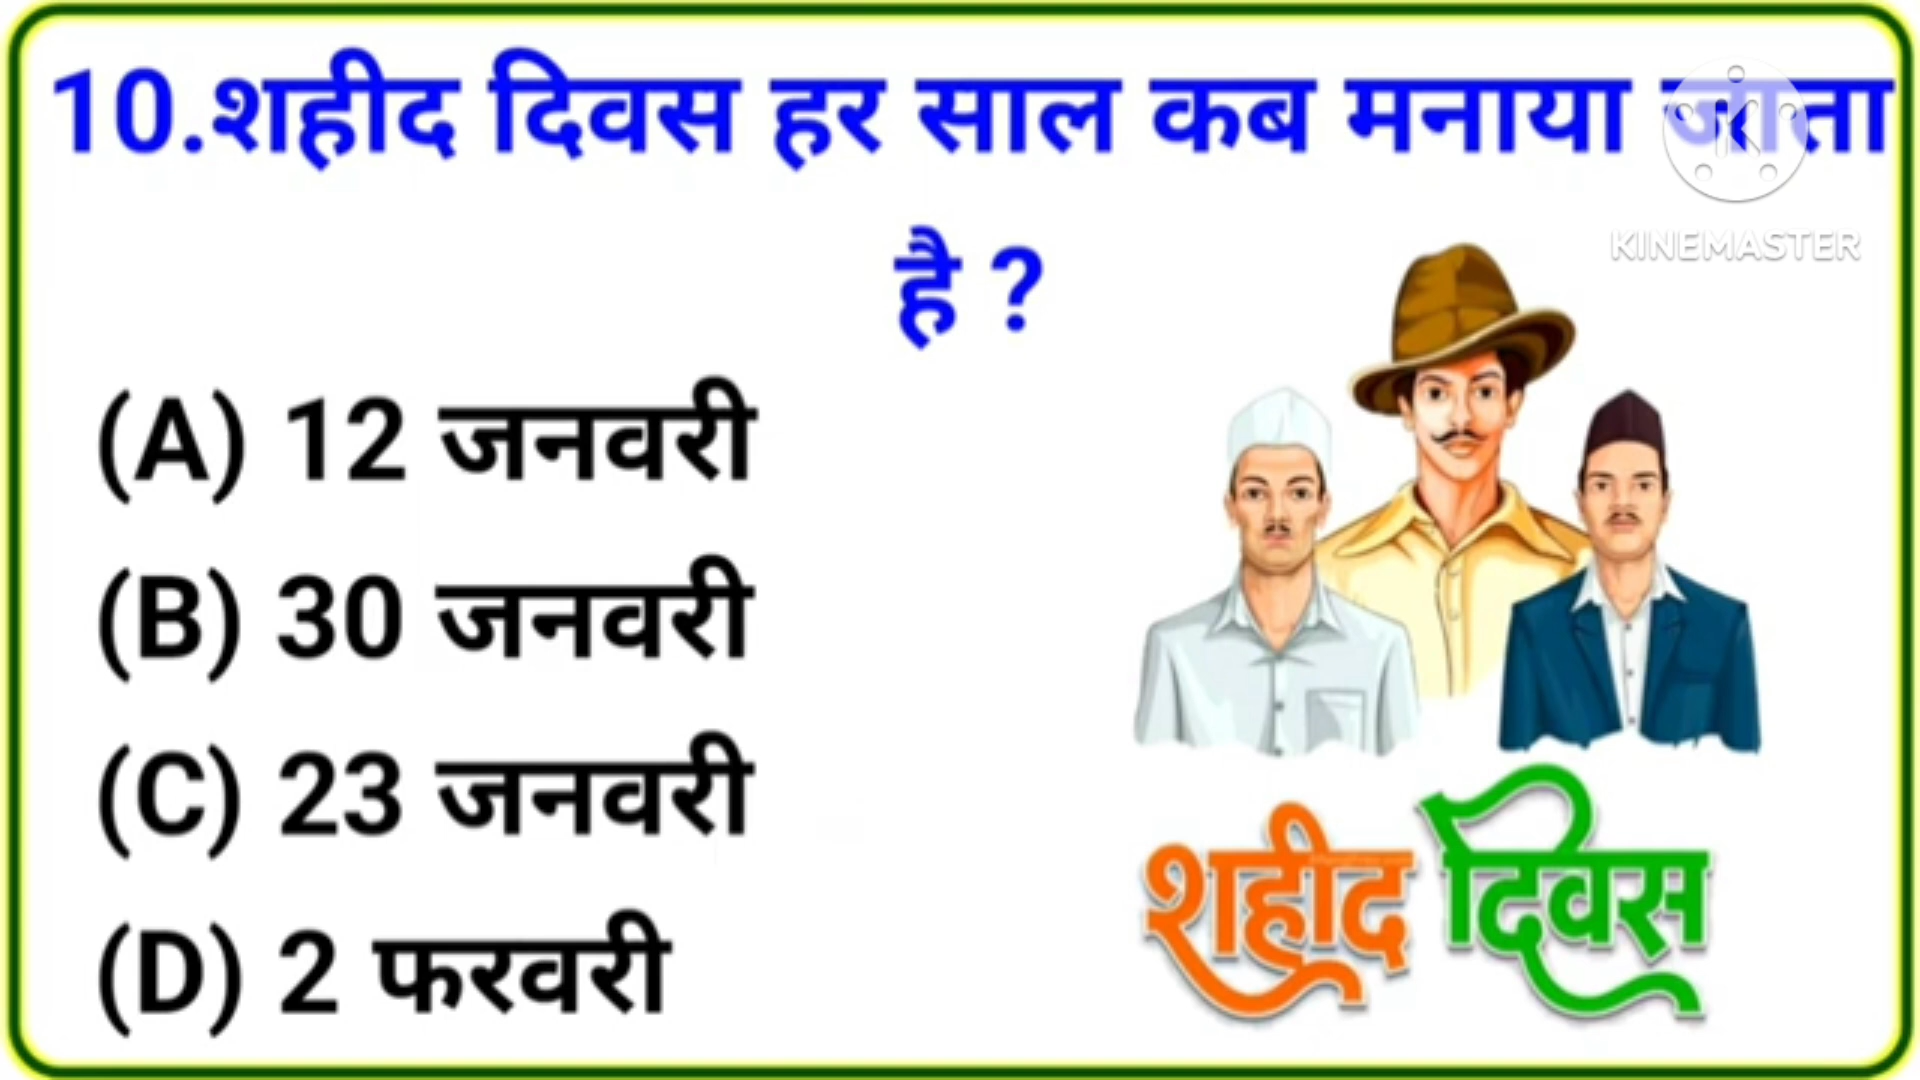 10.शहीद दिवस हर साल कब मनाया जाता
है ?
KINEMASTER
(A) 12 जनवरी
(B) 30 जनवरी
(C) 23 जनवरी
(D) 2 फरवरी
शहीद दिवस